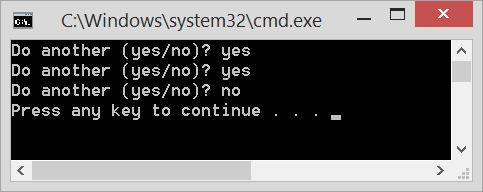 C:\Windows\system32\cmd.exe
Do another (yes/no)? yes
Do another (yes/no)? yes
Do another (yes/no)? no
Press any key to continue . . .